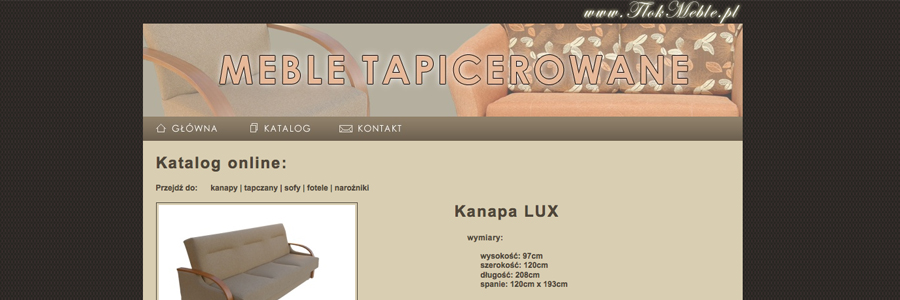 www.TlokMeble.pl
MEBLE TAPICEROWANE
GŁÓWNA KATALOG KONTAKT
Katalog online:
Przejdź do: kanapy | tapczany | sofy | fotele | narożniki
Kanapa LUX
wymiary:
wysokość: 97cm
szerokość: 120cm
długość: 208cm
spanie: 120cm x 193cm